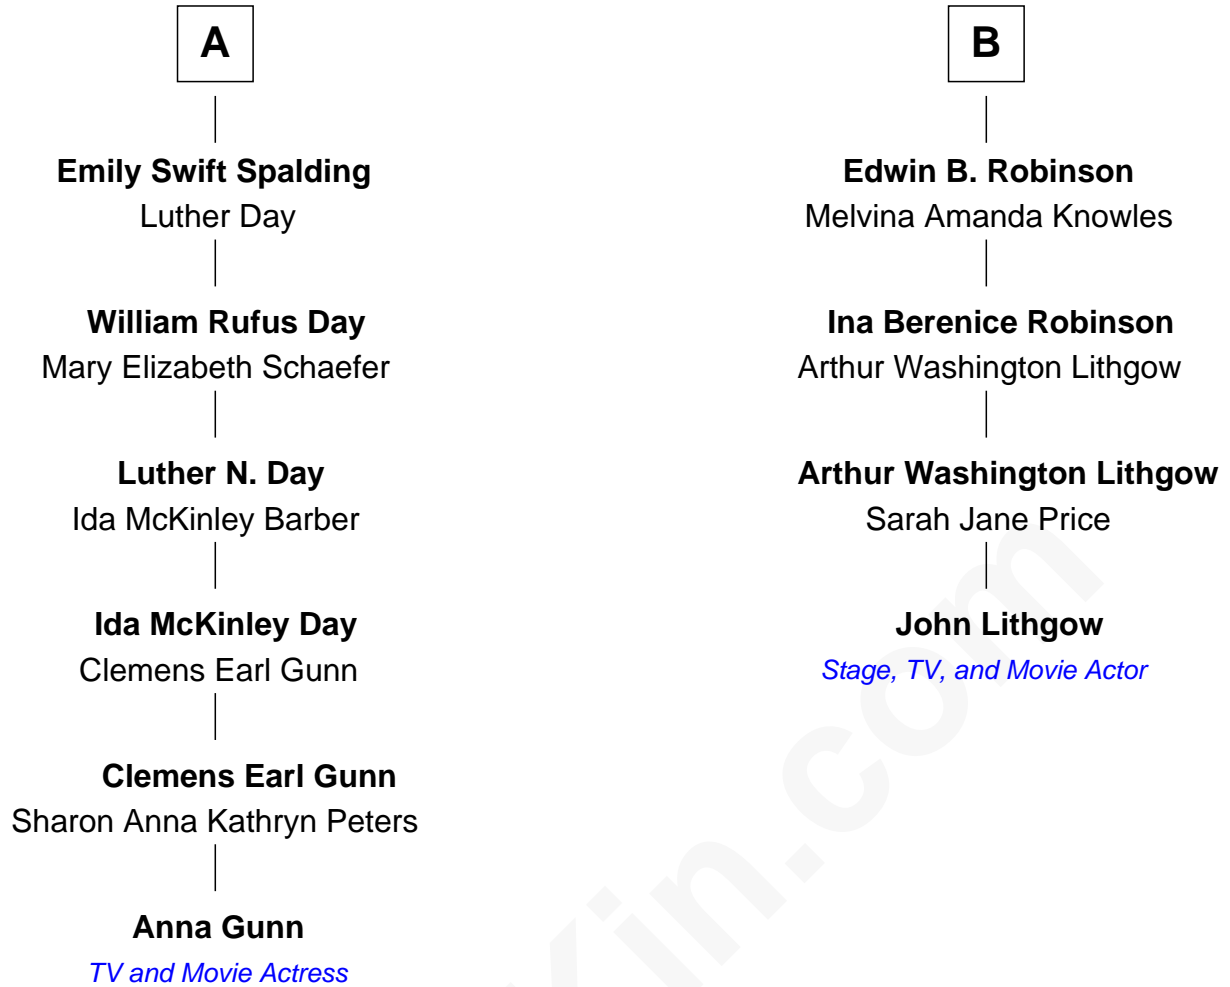 A
Emily Swift Spalding
Luther Day
William Rufus Day
Mary Elizabeth Schaefer
Luther N. Day
Ida McKinley Barber
Ida McKinley Day
Clemens Earl Gunn
Clemens Earl Gunn
Sharon Anna Kathryn Peters
Anna Gunn
TV and Movie Actress
B
Edwin B. Robinson
Melvina Amanda Knowles
Ina Berenice Robinson
Arthur Washington Lithgow
Arthur Washington Lithgow
Sarah Jane Price
John Lithgow
Stage, TV, and Movie Actor